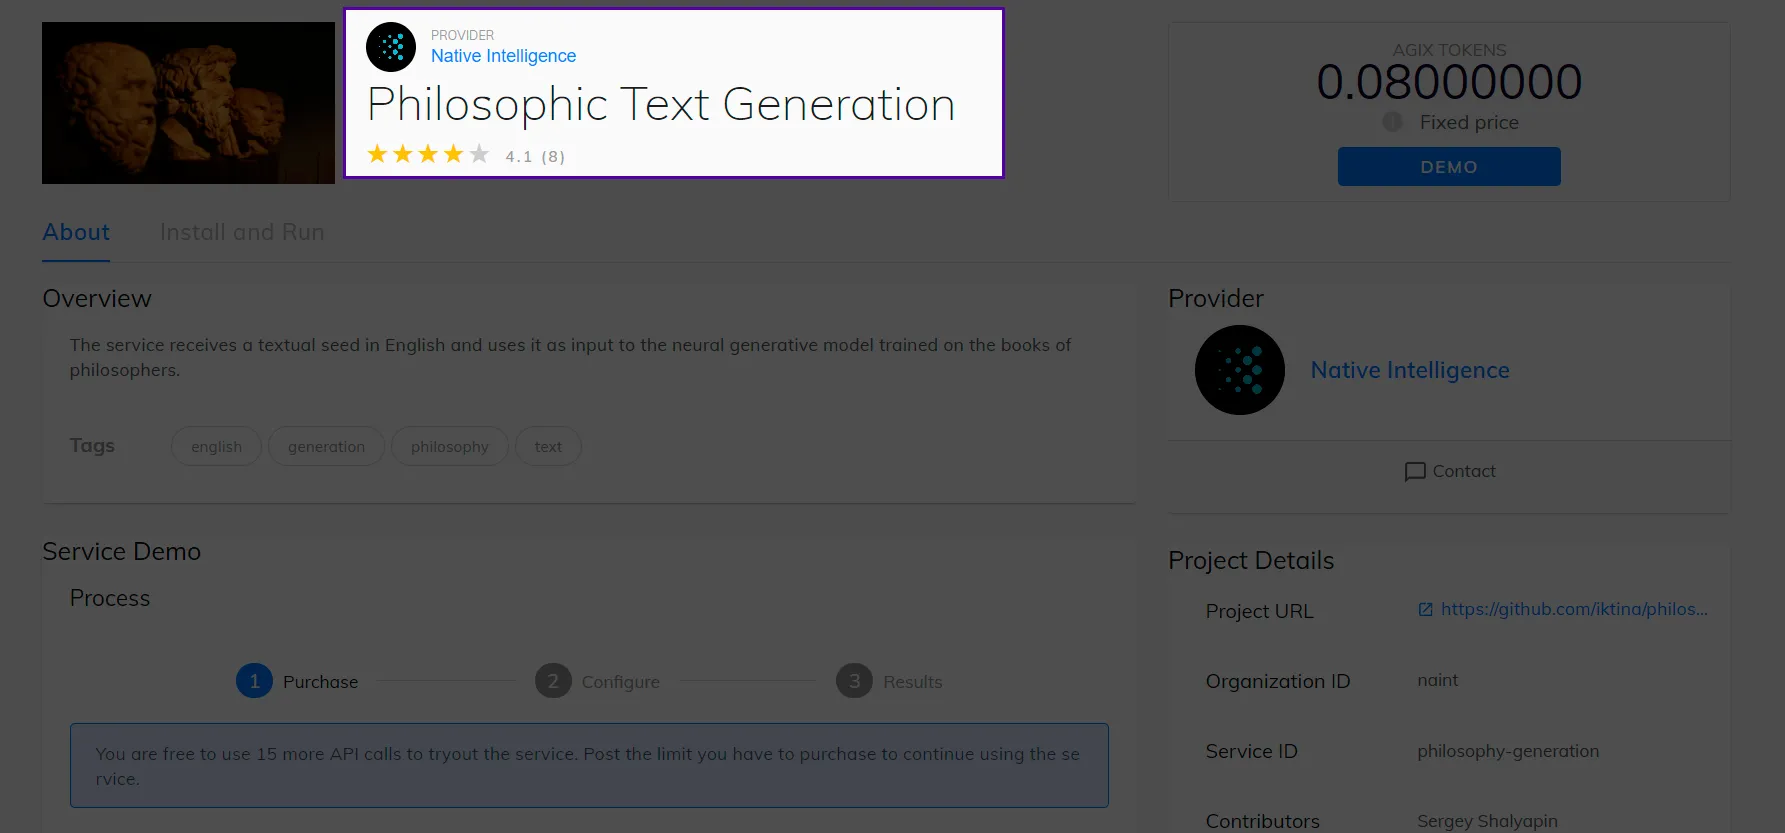 PROVIDER
Native Intelligence
Philosophic Text Generation
4.1 (8)
AGIX TOKENS
0.08000000
Fixed price
DEMO
About
Install and Run
Overview
The service receives a textual seed in English and uses it as input to the neural generative model trained on the books of
philosophers.
Tags
english
generation
philosophy
text
Provider
Native Intelligence
Contact
Service Demo
Process
1 Purchase
2 Configure
3 Results
You are free to use 15 more API calls to tryout the service. Post the limit you have to purchase to continue using the se
rvice.
Project Details
Project URL
https://github.com/iktina/philos...
Organization ID
naint
Service ID
philosophy-generation
Contributors
Sergey Shalyapin